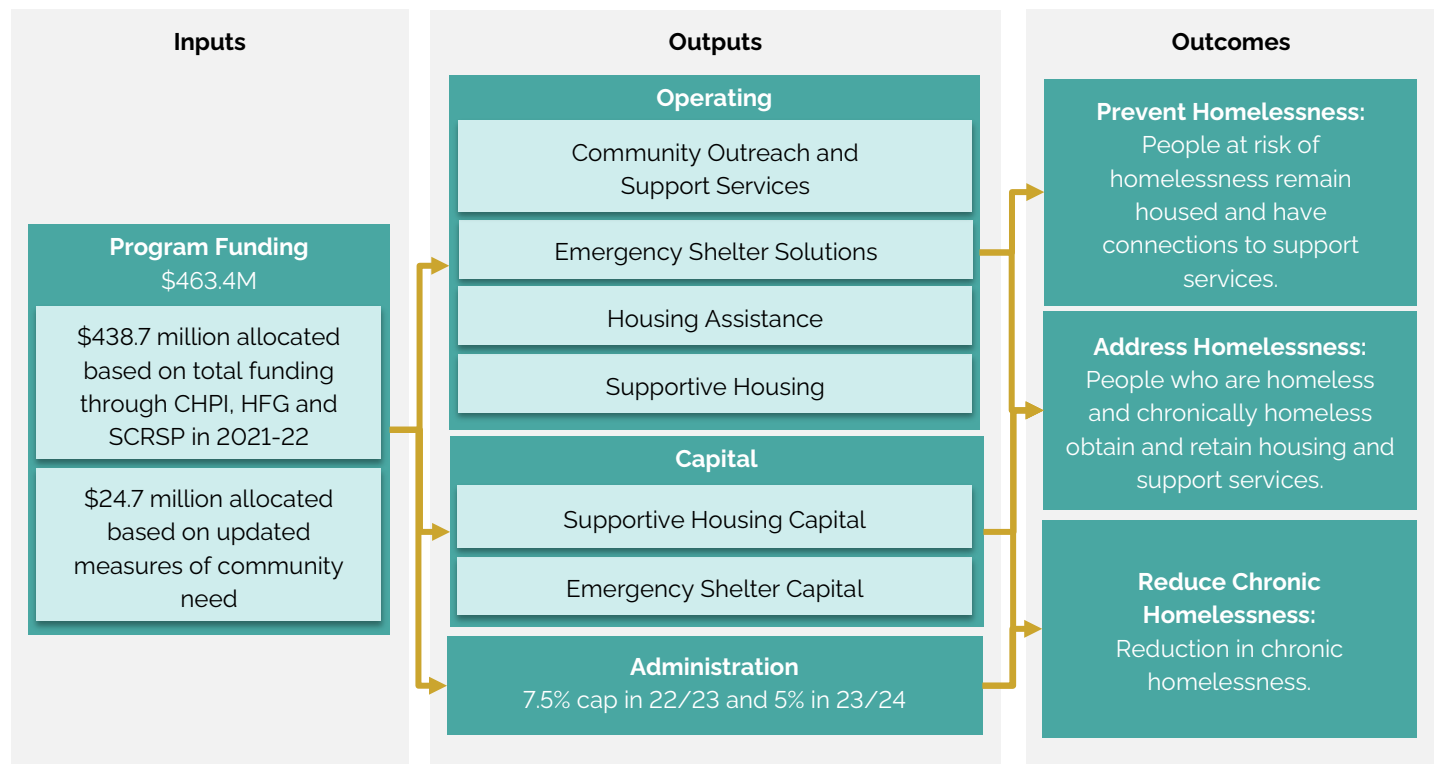 Inputs
Program Funding
$463.4M
$438.7 million allocated
based on total funding
through CHPI, HFG and
SCRSP in 2021-22
$24.7 million allocated
based on updated
measures of community
need
Outputs
Operating
Community Outreach and
Support Services
Emergency Shelter Solutions
Housing Assistance
Supportive Housing
Capital
Supportive Housing Capital
Emergency Shelter Capital
Administration
7.5% cap in 22/23 and 5% in 23/24
Outcomes
Prevent Homelessness:
People at risk of
homelessness remain
housed and have
connections to support
services.
Address Homelessness:
People who are homeless
and chronically homeless
obtain and retain housing and
support services.
Reduce Chronic
Homelessness:
Reduction in chronic
homelessness.